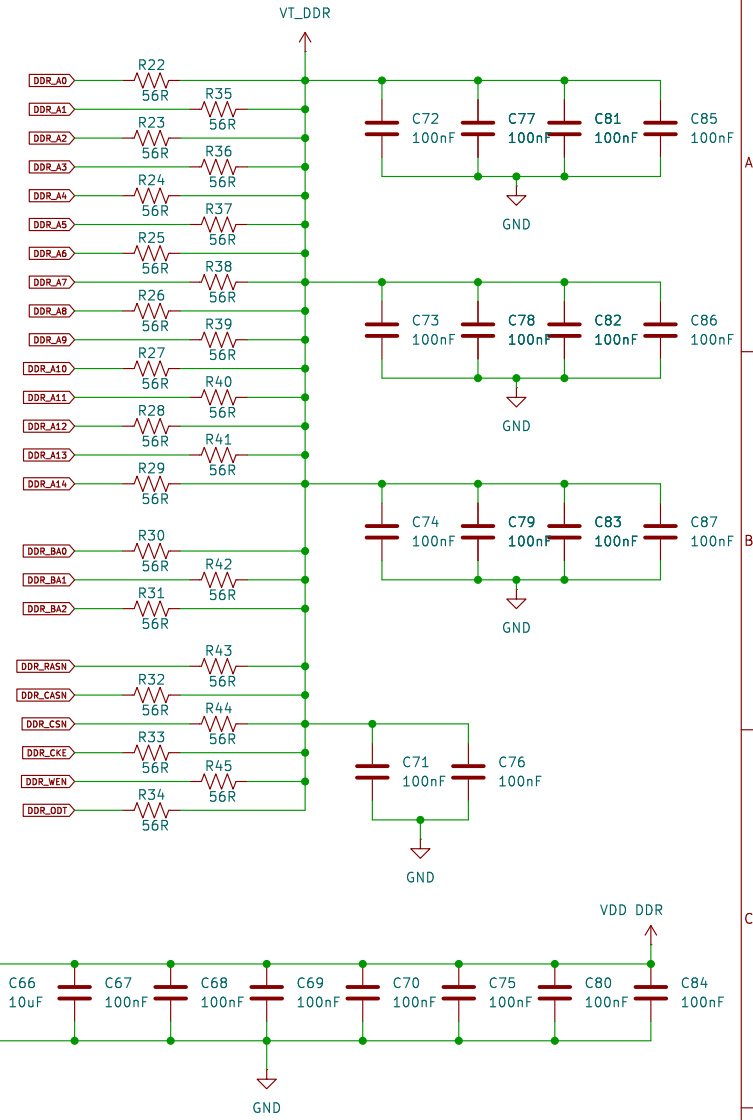 VT_DDR
DDR_A0
R22
56R
DDR_A1
R35
56R
DDR_A2
R23
56R
DDR_A3
R36
56R
DDR_A4
R24
56R
DDR_A5
R37
56R
DDR_A6
R25
56R
DDR_A7
R38
56R
DDR_A8
R26
56R
DDR_A9
R39
56R
DDR_A10
R27
56R
DDR_A11
R40
56R
DDR_A12
R28
56R
DDR_A13
R41
56R
DDR_A14
R29
56R
DDR_BA0
R30
56R
DDR_BA1
R42
56R
DDR_BA2
R31
56R
DDR_RASN
R43
56R
DDR_CASN
R32
56R
DDR_CSN
R44
56R
DDR_CKE
R33
56R
DDR_WEN
R45
56R
DDR_ODT
R34
56R
C72
100nF
C77
100nF
C81
100nF
C85
100nF
GND
C73
100nF
C78
100nF
C82
100nF
C86
100nF
GND
C74
100nF
C79
100nF
C83
100nF
C87
100nF
GND
C71
100nF
C76
100nF
GND
VDD DDR
C66
10uF
C67
100nF
C68
100nF
C69
100nF
C70
100nF
C75
100nF
C80
100nF
C84
100nF
GND
A
B
C